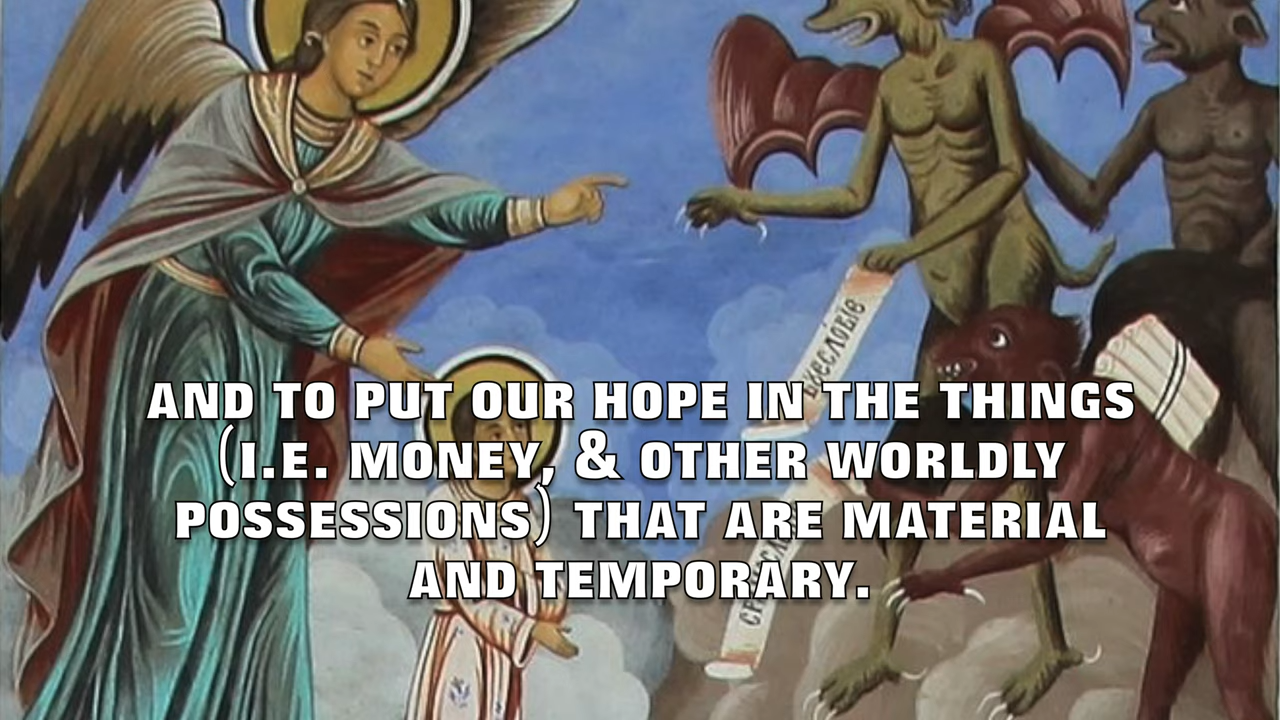 AND TO PUT OUR HOPE IN THE THINGS
(I.E. MONEY, & OTHER WORLDLY
POSSESSIONS) THAT ARE MATERIAL
AND TEMPORARY.